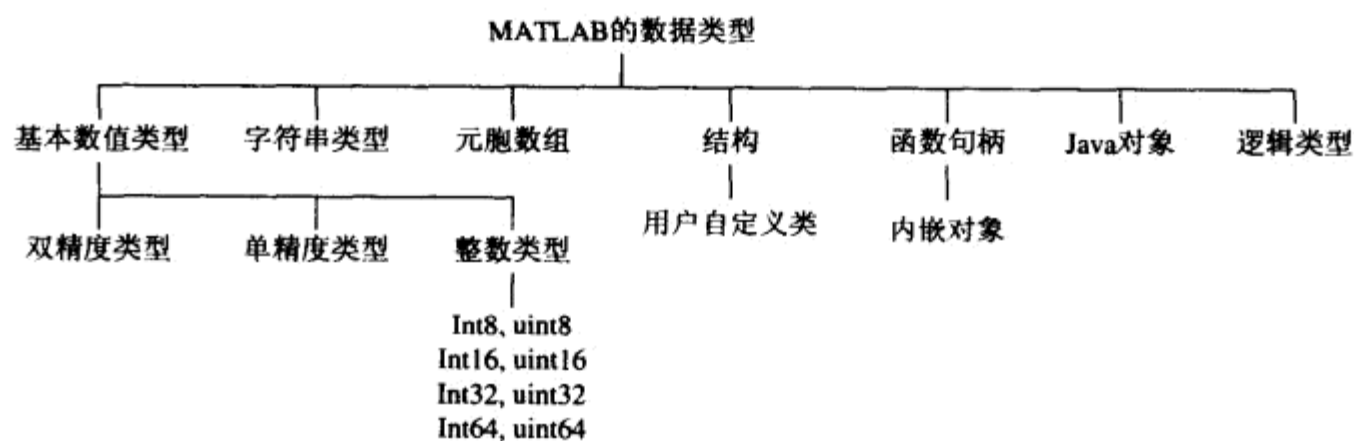 MATLAB的数据类型
基本数值类型 字符串类型 元胞数组 结构 函数句柄 Java对象 逻辑类型
双精度类型 单精度类型 整数类型 用户自定义类 内嵌对象
Int8, uint8
Int16, uint16
Int32, uint32
Int64, uint64